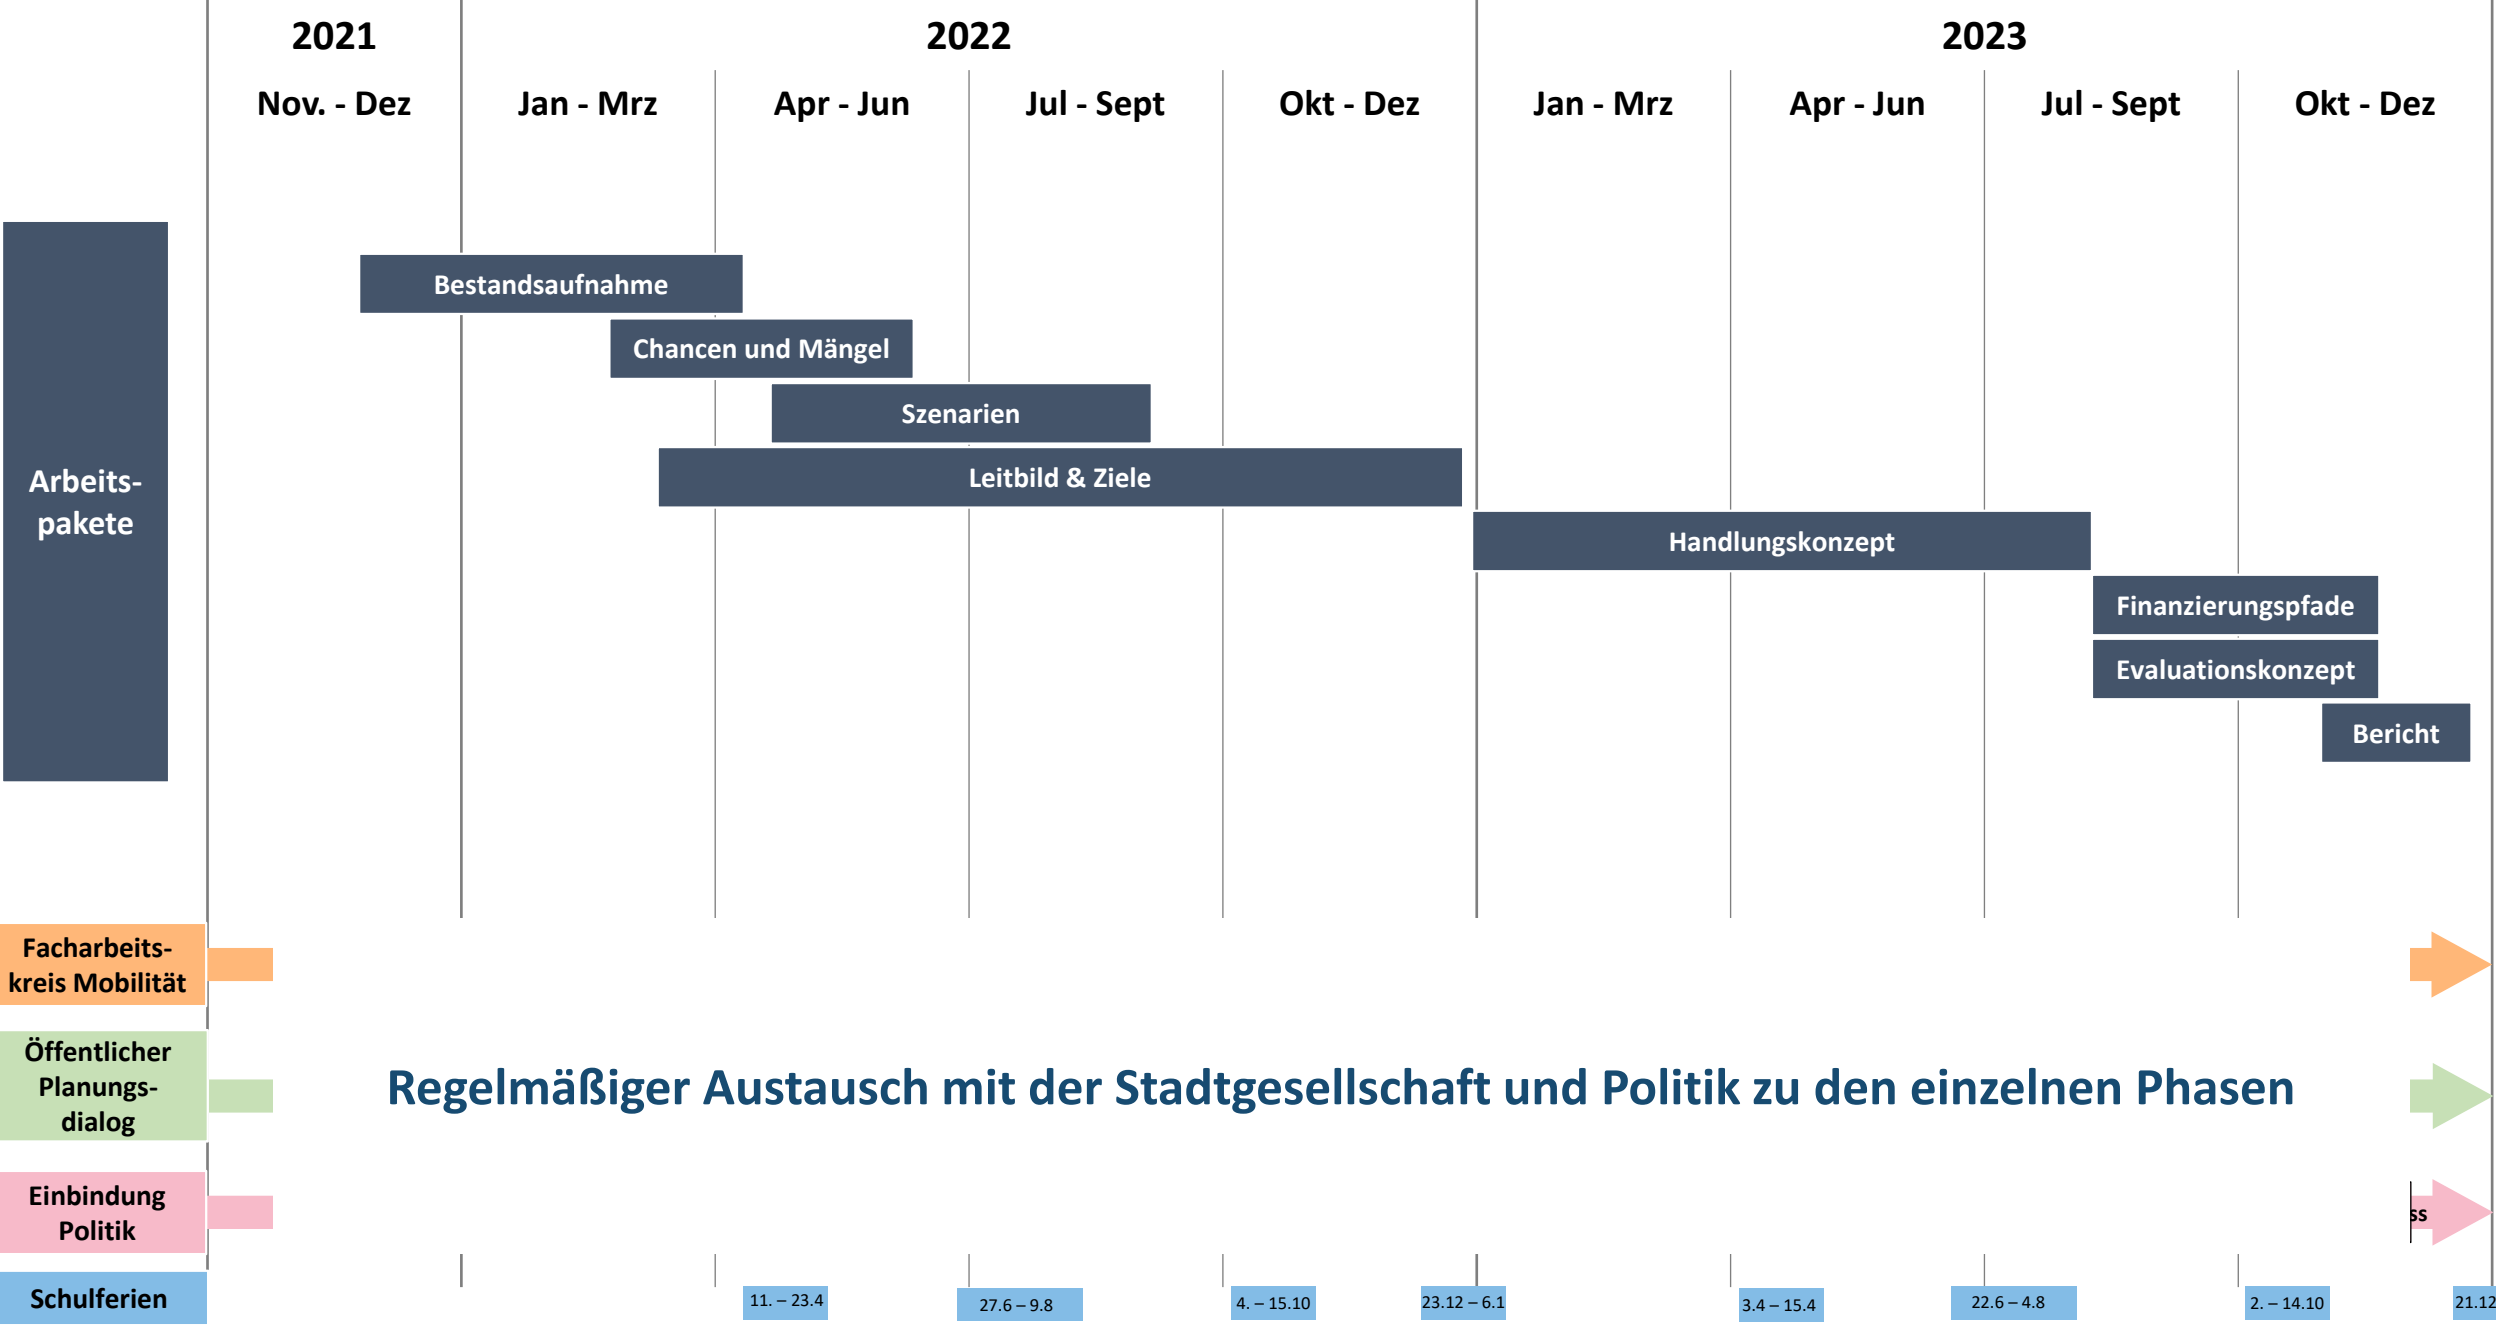 2021
2022
2023
Nov. - Dez
Jan - Mrz
Apr - Jun
Jul - Sept
Okt - Dez
Jan - Mrz
Apr - Jun
Jul - Sept
Okt - Dez
Arbeits-
pakete
Bestandsaufnahme
Chancen und Mängel
Szenarien
Leitbild & Ziele
Handlungskonzept
Finanzierungspfade
Evaluationskonzept
Bericht
Facharbeits-
kreis Mobilität
Öffentlicher
Planungs-
dialog
Regelmäßiger Austausch mit der Stadtgesellschaft und Politik zu den einzelnen Phasen
Einbindung
Politik
ss
Schulferien
11. – 23.4
27.6 – 9.8
4. – 15.10
23.12 – 6.1
3.4 – 15.4
22.6 – 4.8
2. – 14.10
21.12